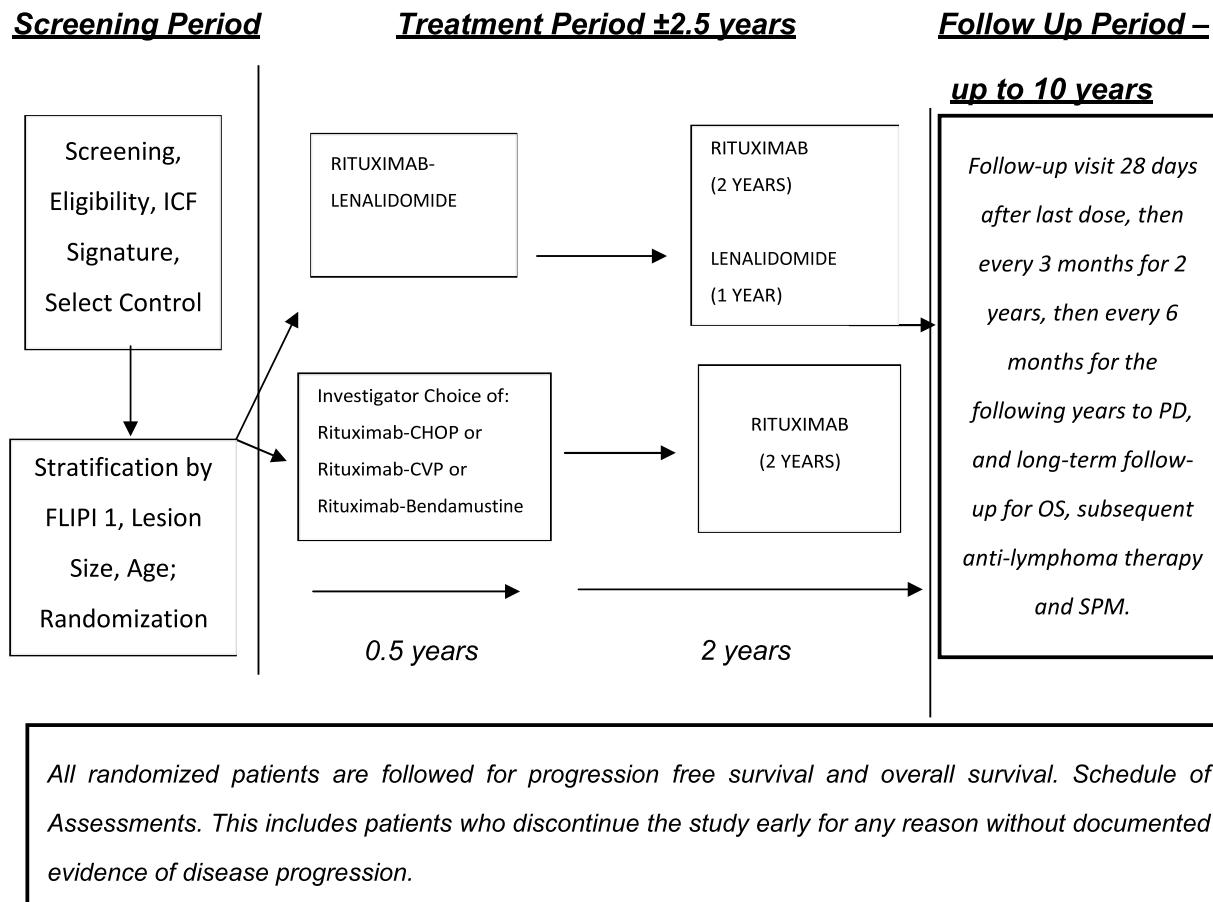 Screening Period
Treatment Period ±2.5 years
Follow Up Period –
up to 10 years
Screening,
Eligibility, ICF
Signature,
Select Control
Stratification by
FLIPI 1, Lesion
Size, Age;
Randomization
RITUXIMAB-
LENALIDOMIDE
RITUXIMAB
(2 YEARS)
LENALIDOMIDE
(1 YEAR)
Investigator Choice of:
Rituximab-CHOP or
Rituximab-CVP or
Rituximab-Bendamustine
RITUXIMAB
(2 YEARS)
0.5 years
2 years
Follow-up visit 28 days
after last dose, then
every 3 months for 2
years, then every 6
months for the
following years to PD,
and long-term follow-
up for OS, subsequent
anti-lymphoma therapy
and SPM.
All randomized patients are followed for progression free survival and overall survival. Schedule of
Assessments. This includes patients who discontinue the study early for any reason without documented
evidence of disease progression.